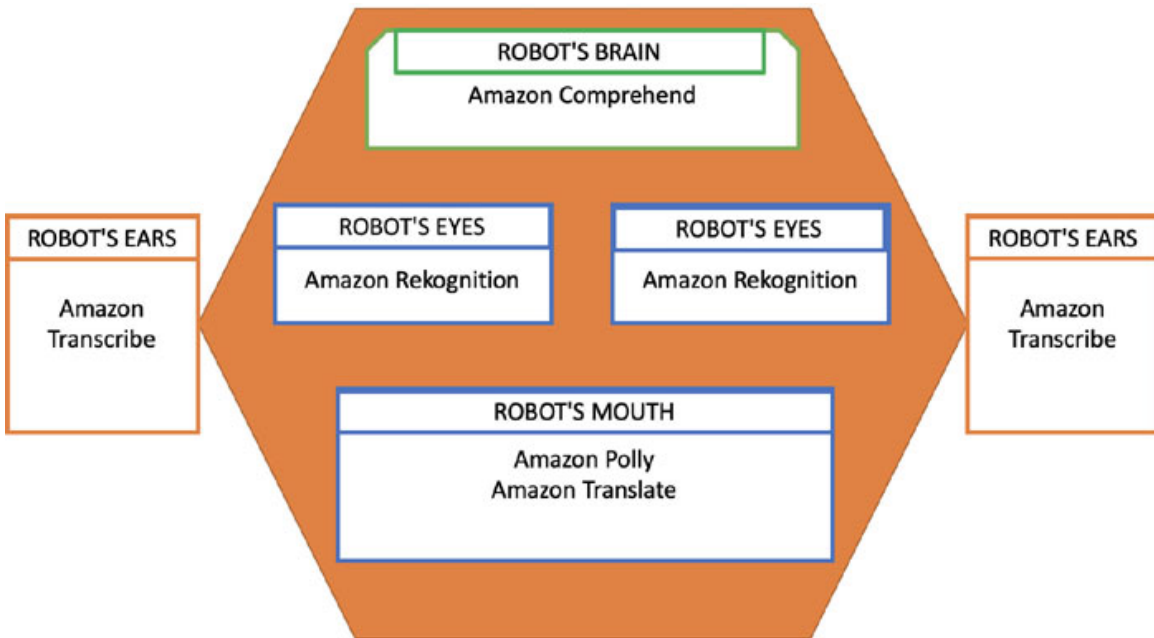 ROBOT'S BRAIN
Amazon Comprehend
ROBOT'S EARS
Amazon
Transcribe
ROBOT'S EYES
Amazon Rekognition
ROBOT'S EYES
Amazon Rekognition
ROBOT'S EARS
Amazon
Transcribe
ROBOT'S MOUTH
Amazon Polly
Amazon Translate